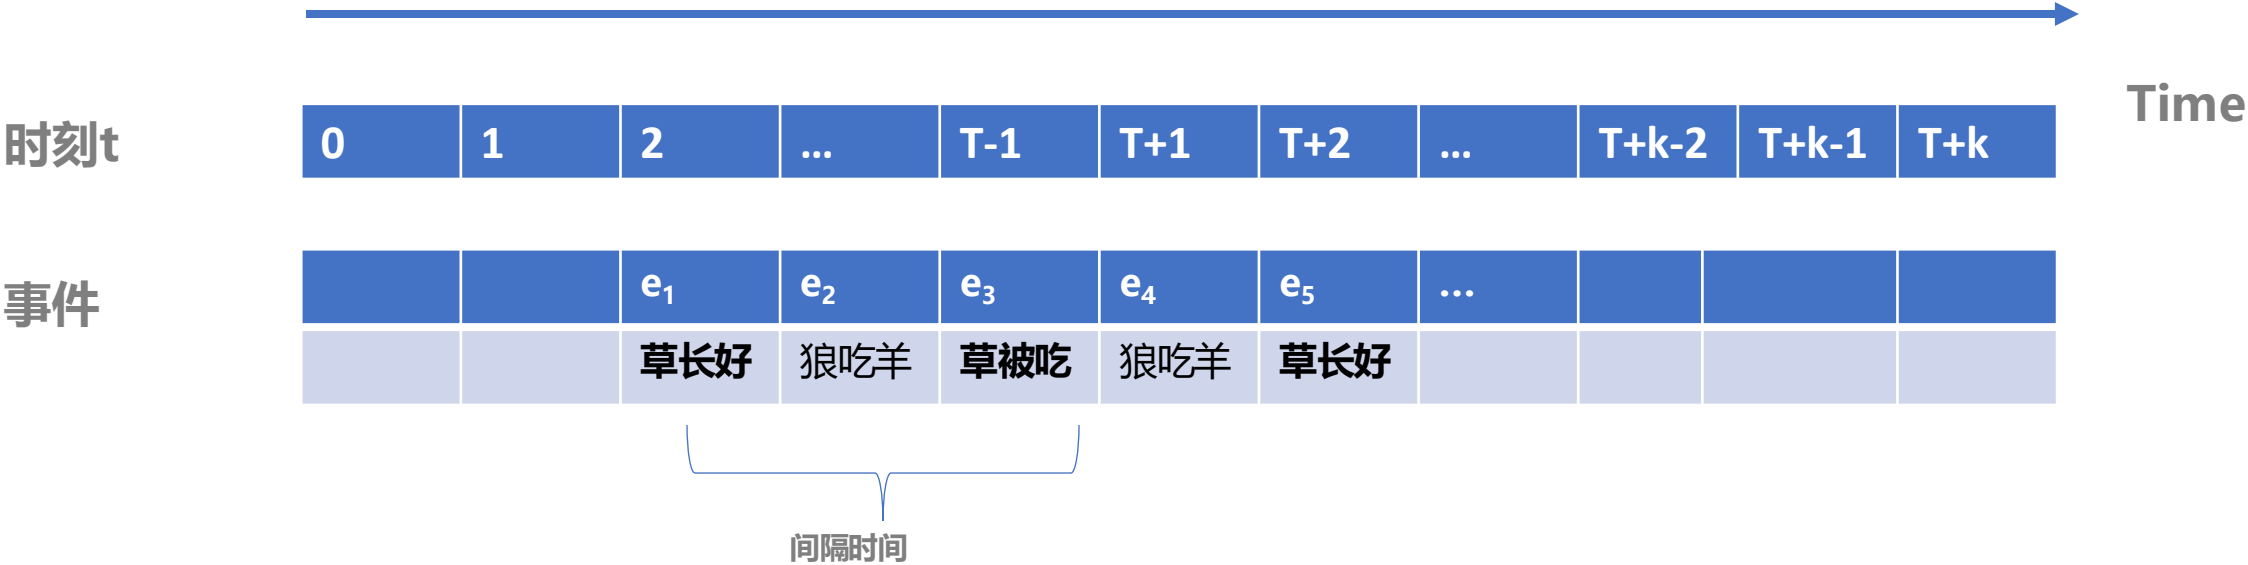 Time
时刻t 0 1 2 ... T-1 T+1 T+2 ... T+k-2 T+k-1 T+k
事件 e₁ e₂ e₃ e₄ e₅ ...
草长好 狼吃羊 草被吃 狼吃羊 草长好
间隔时间